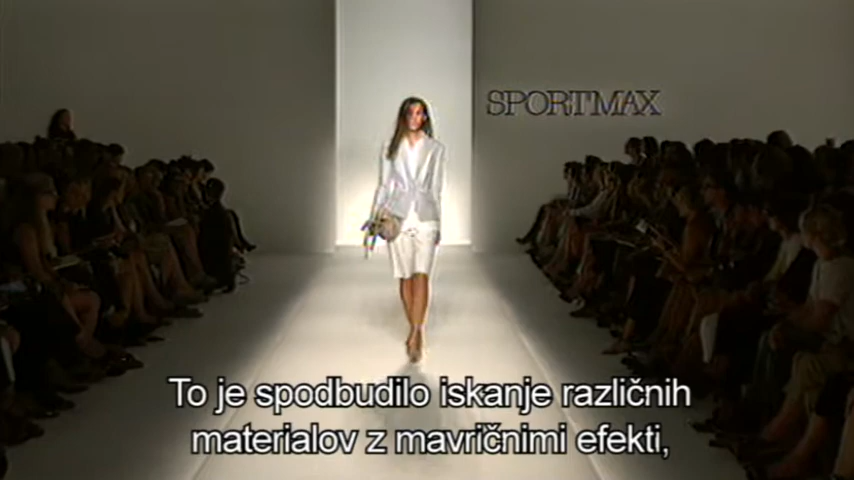 SPORTMAX
To je spodbudilo iskanje različnih
materialov z mavričnimi efekti,